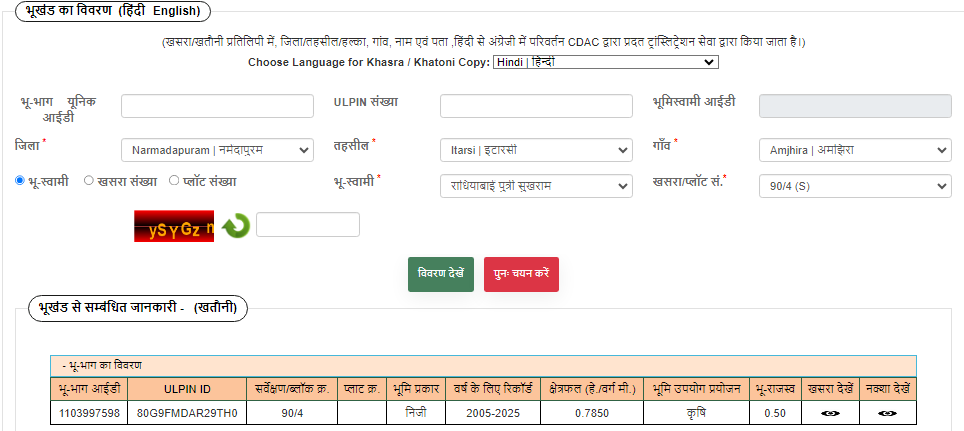 भूखंड का विवरण (हिंदी English)
(खसरा/खतौनी प्रतिलिपी में, जिला/तहसील/हल्का, गांव, नाम एवं पता ,हिंदी से अंग्रेजी में परिवर्तन CDAC द्वारा प्रदत ट्रांस्लिट्रेशन सेवा द्वारा किया जाता है।)
Choose Language for Khasra / Khatoni Copy: Hindi | हिन्दी
भू-भाग यूनिक आईडी ULPIN संख्या भूमिस्वामी आईडी
जिला * Narmadapuram | नर्मदापुरम तहसील * Itarsi | इटारसी गाँव * Amjhira | अमझिरा
भू-स्वामी खसरा संख्या प्लॉट संख्या भू-स्वामी * राधियाबाई पुत्री सुखराम खसरा/प्लॉट सं.* 90/4 (S)
ySYGz
विवरण देखें पुनः चयन करें
भूखंड से सम्बंधित जानकारी - (खतौनी)
- भू-भाग का विवरण
भू-भाग आईडी ULPIN ID सर्वेक्षण/ब्लॉक क्र. प्लाट क्र. भूमि प्रकार वर्ष के लिए रिकॉर्ड क्षेत्रफल (हे./वर्ग मी.) भूमि उपयोग प्रयोजन भू-राजस्व खसरा देखें नक्शा देखें
1103997598 80G9FMDAR29TH0 90/4 निजी 2005-2025 0.7850 कृषि 0.50